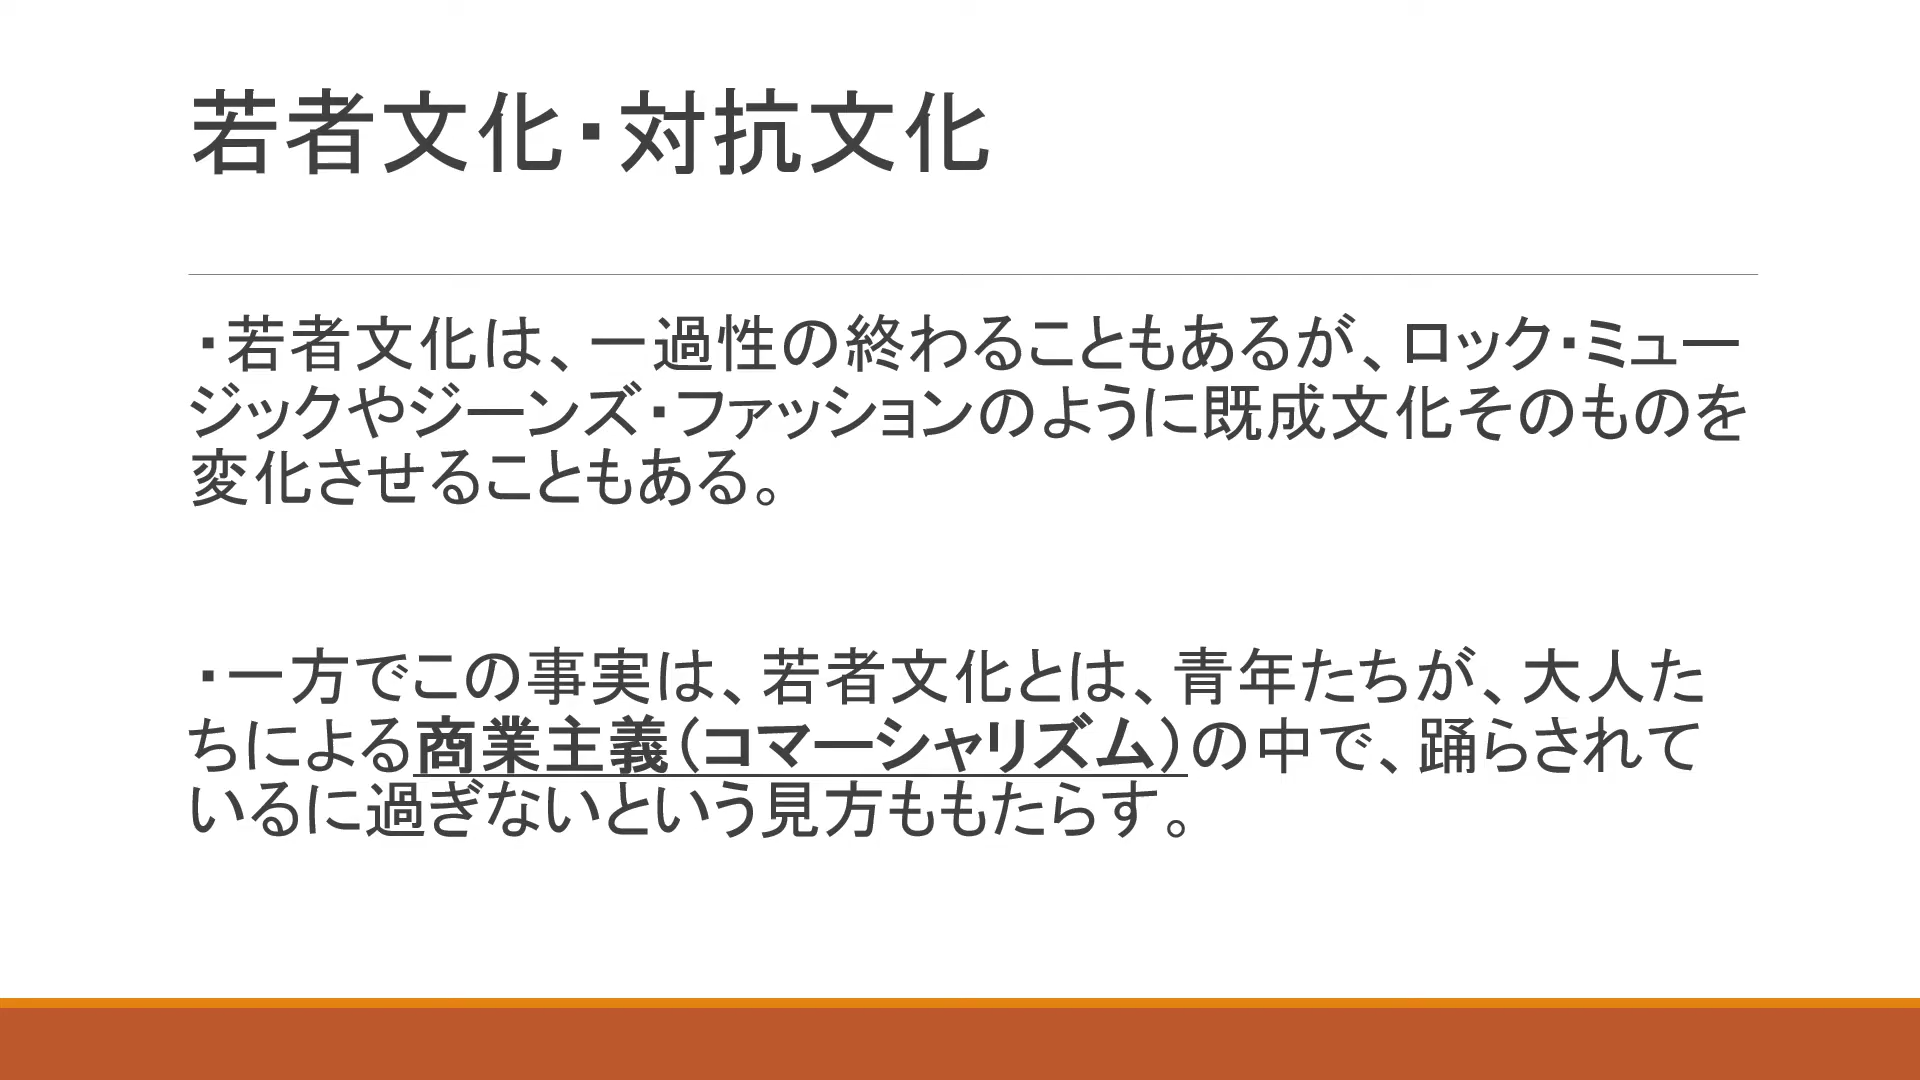 若者文化・対抗文化
・若者文化は、一過性の終わることもあるが、ロック・ミュー
ジックやジーンズ・ファッションのように既成文化そのものを
変化させることもある。
・一方でこの事実は、若者文化とは、青年たちが、大人た
ちによる商業主義（コマーシャリズム）の中で、踊らされて
いるに過ぎないという見方ももたらす。